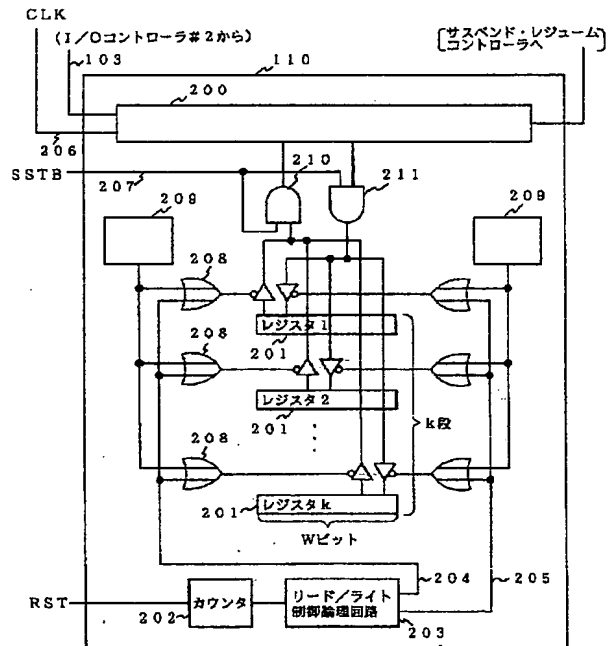 CLK
(I/Oコントローラ#2から)
[サスペンド・レジューム
コントローラへ]
103
110
200
206
SSTB
207
210
211
209
209
208
レジスタ1
201
208
レジスタ2
201
k段
208
201
レジスタk
Wビット
204
205
RST
カウンタ
202
リード/ライト
制御論理回路
203